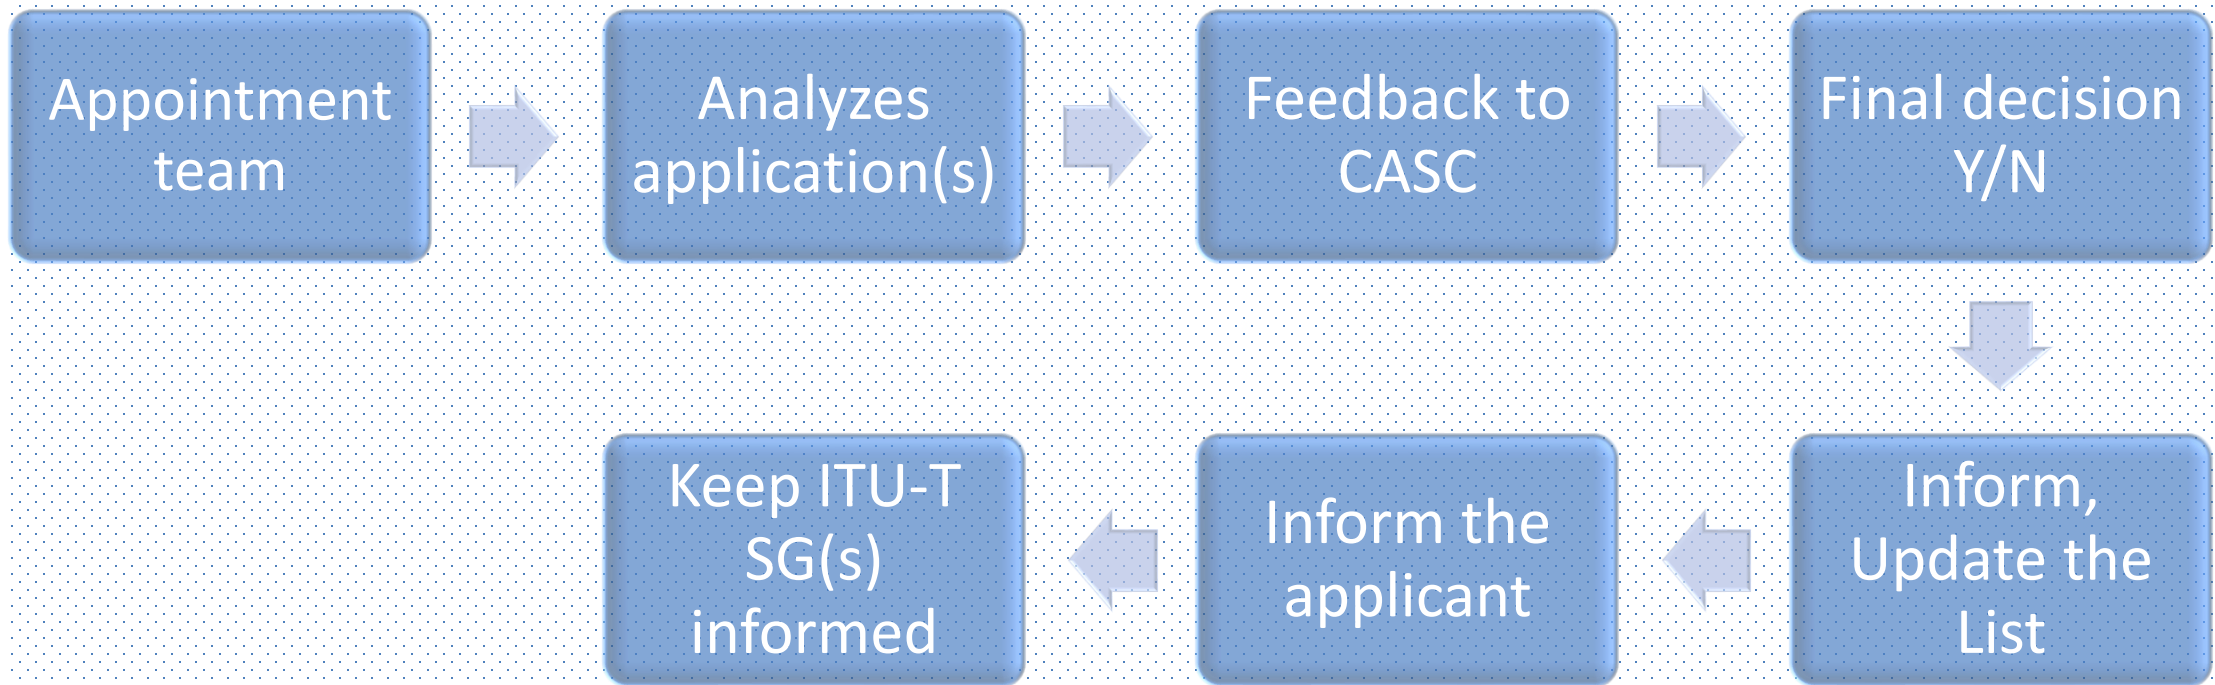 Appointment
team
Analyzes
application(s)
Feedback to
CASC
Final decision
Y/N
Inform,
Update the
List
Inform the
applicant
Keep ITU-T
SG(s)
informed